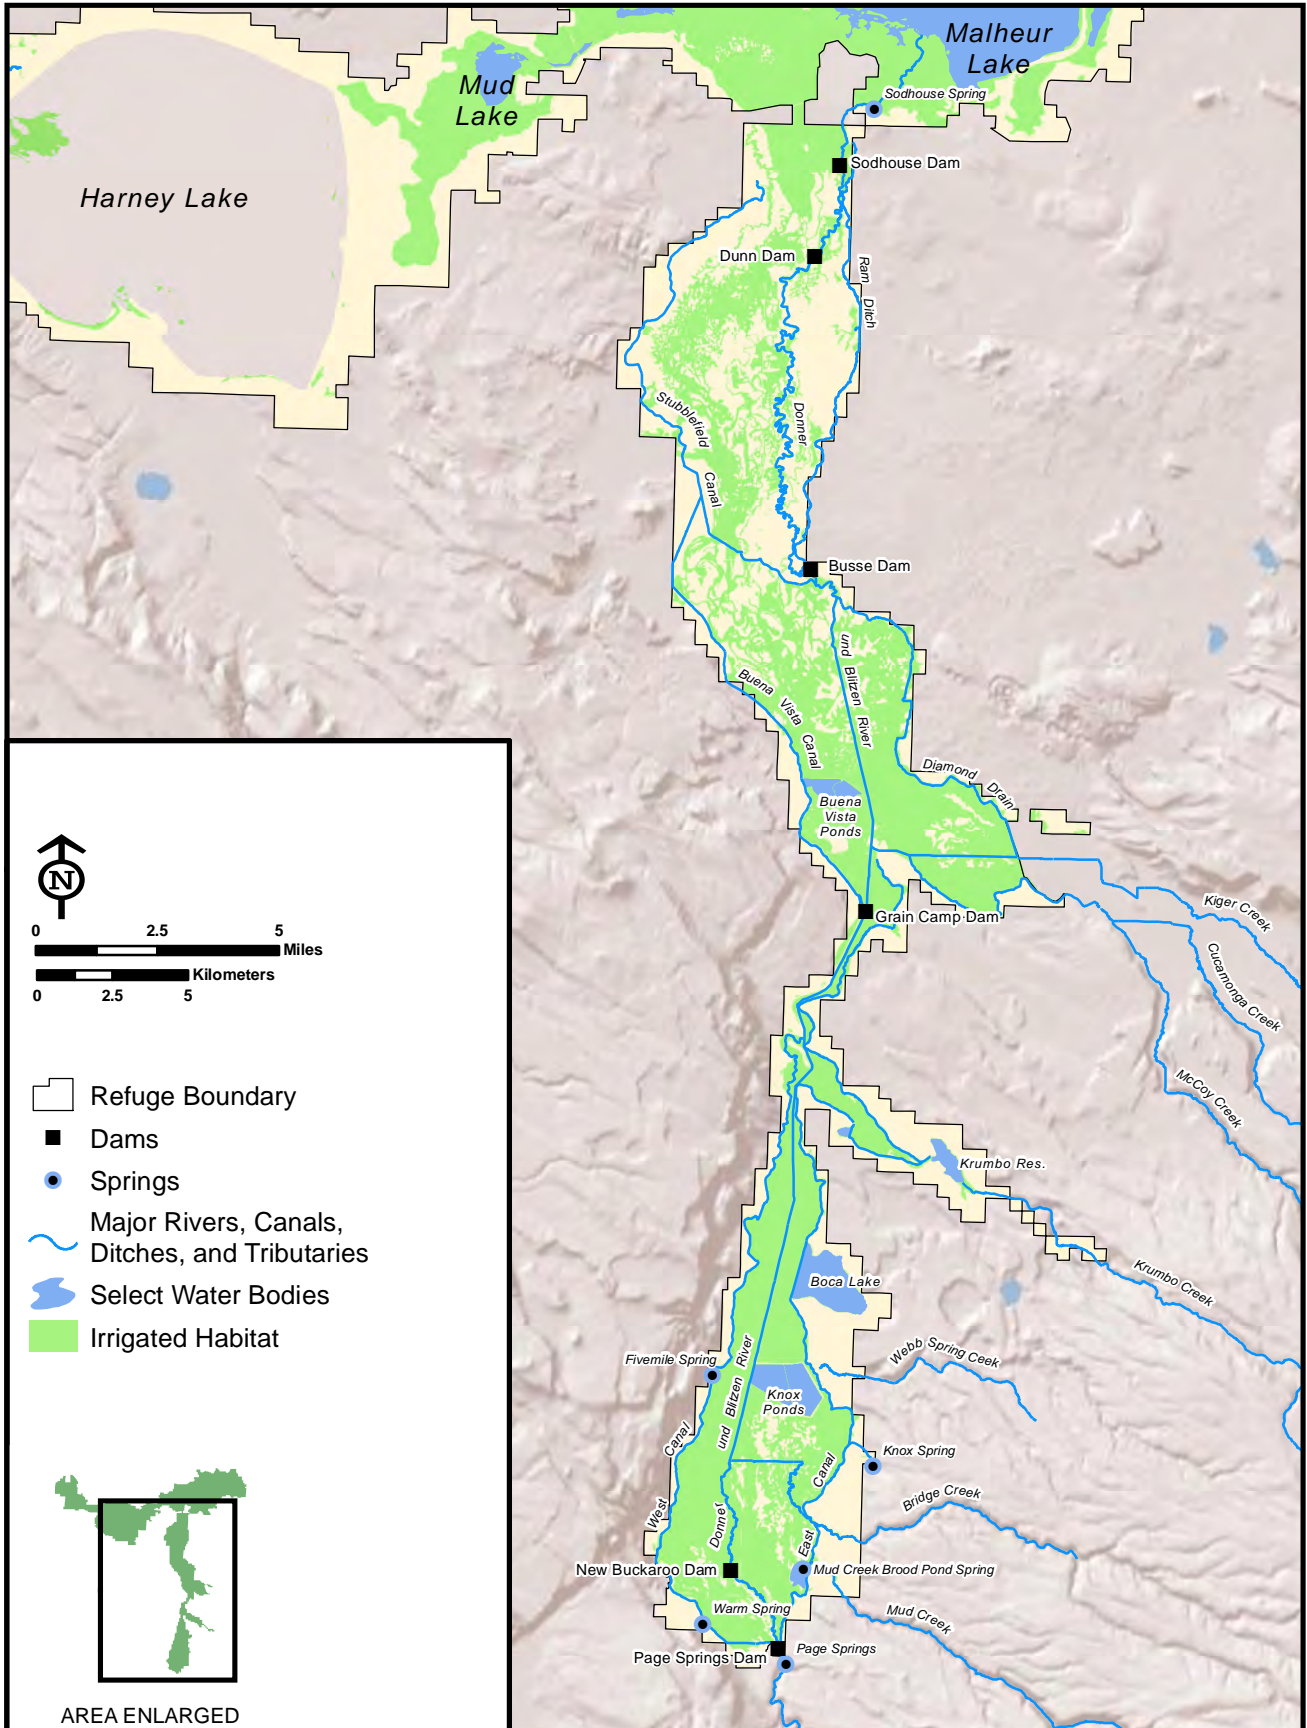 Malheur
Lake
Mud
Lake
Sodhouse Spring
Sodhouse Dam
Harney Lake
Dunn Dam
Ram Ditch
Stubblefield Canal
Donner
Busse Dam
und Blitzen River
Buena Vista Canal
Diamond Drain
Buena
Vista
Ponds
Kiger Creek
Grain Camp Dam
Cucamonga Creek
McCoy Creek
Krumbo Res.
Krumbo Creek
Boca Lake
Webb Spring Ceek
Fivemile Spring
und Blitzen River
Knox
Ponds
West Canal
Knox Spring
East Canal
Bridge Creek
Donner
New Buckaroo Dam
Mud Creek Brood Pond Spring
Warm Spring
Mud Creek
Page Springs Dam
Page Springs
N
0 2.5 5
Miles
Kilometers
0 2.5 5
Refuge Boundary
Dams
Springs
Major Rivers, Canals,
Ditches, and Tributaries
Select Water Bodies
Irrigated Habitat
AREA ENLARGED